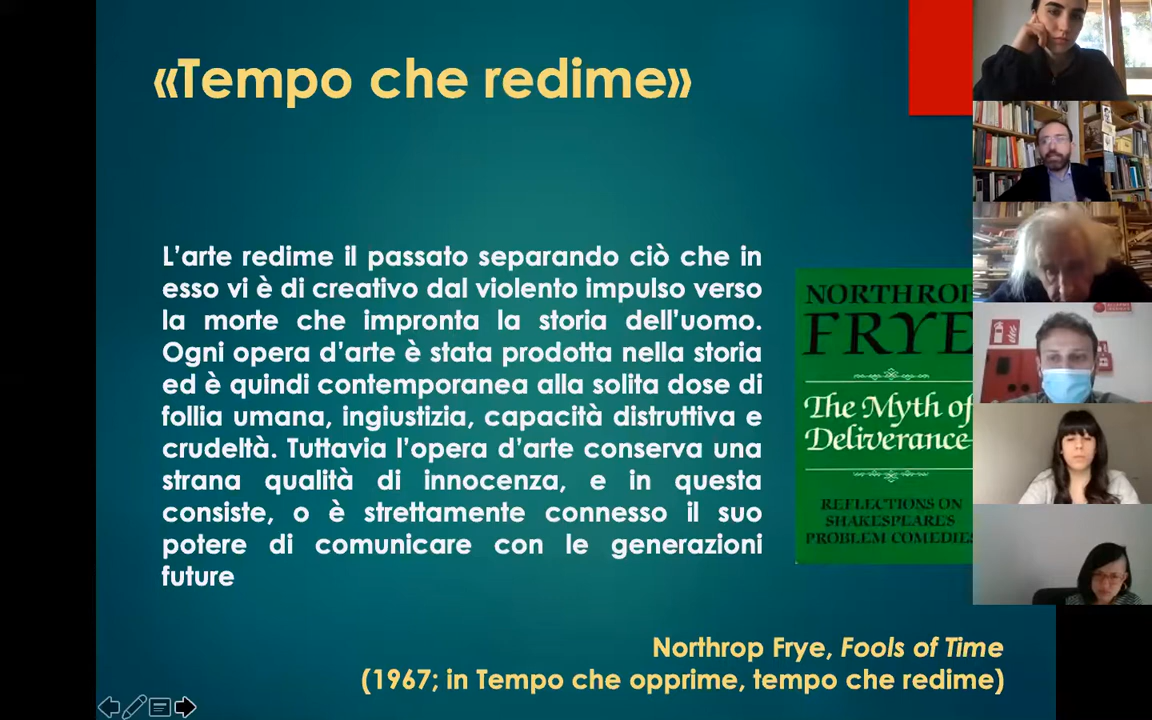 «Tempo che redime»
L’arte redime il passato separando ciò che in
esso vi è di creativo dal violento impulso verso
la morte che impronta la storia dell’uomo.
Ogni opera d’arte è stata prodotta nella storia
ed è quindi contemporanea alla solita dose di
follia umana, ingiustizia, capacità distruttiva e
crudeltà. Tuttavia l’opera d’arte conserva una
strana qualità di innocenza, e in questa
consiste, o è strettamente connesso il suo
potere di comunicare con le generazioni
future
NORTHROP
FRYE
The Myth of
Deliverance
REFLECTIONS ON
SHAKESPEARE'S
PROBLEM COMEDIES
Northrop Frye, Fools of Time
(1967; in Tempo che opprime, tempo che redime)